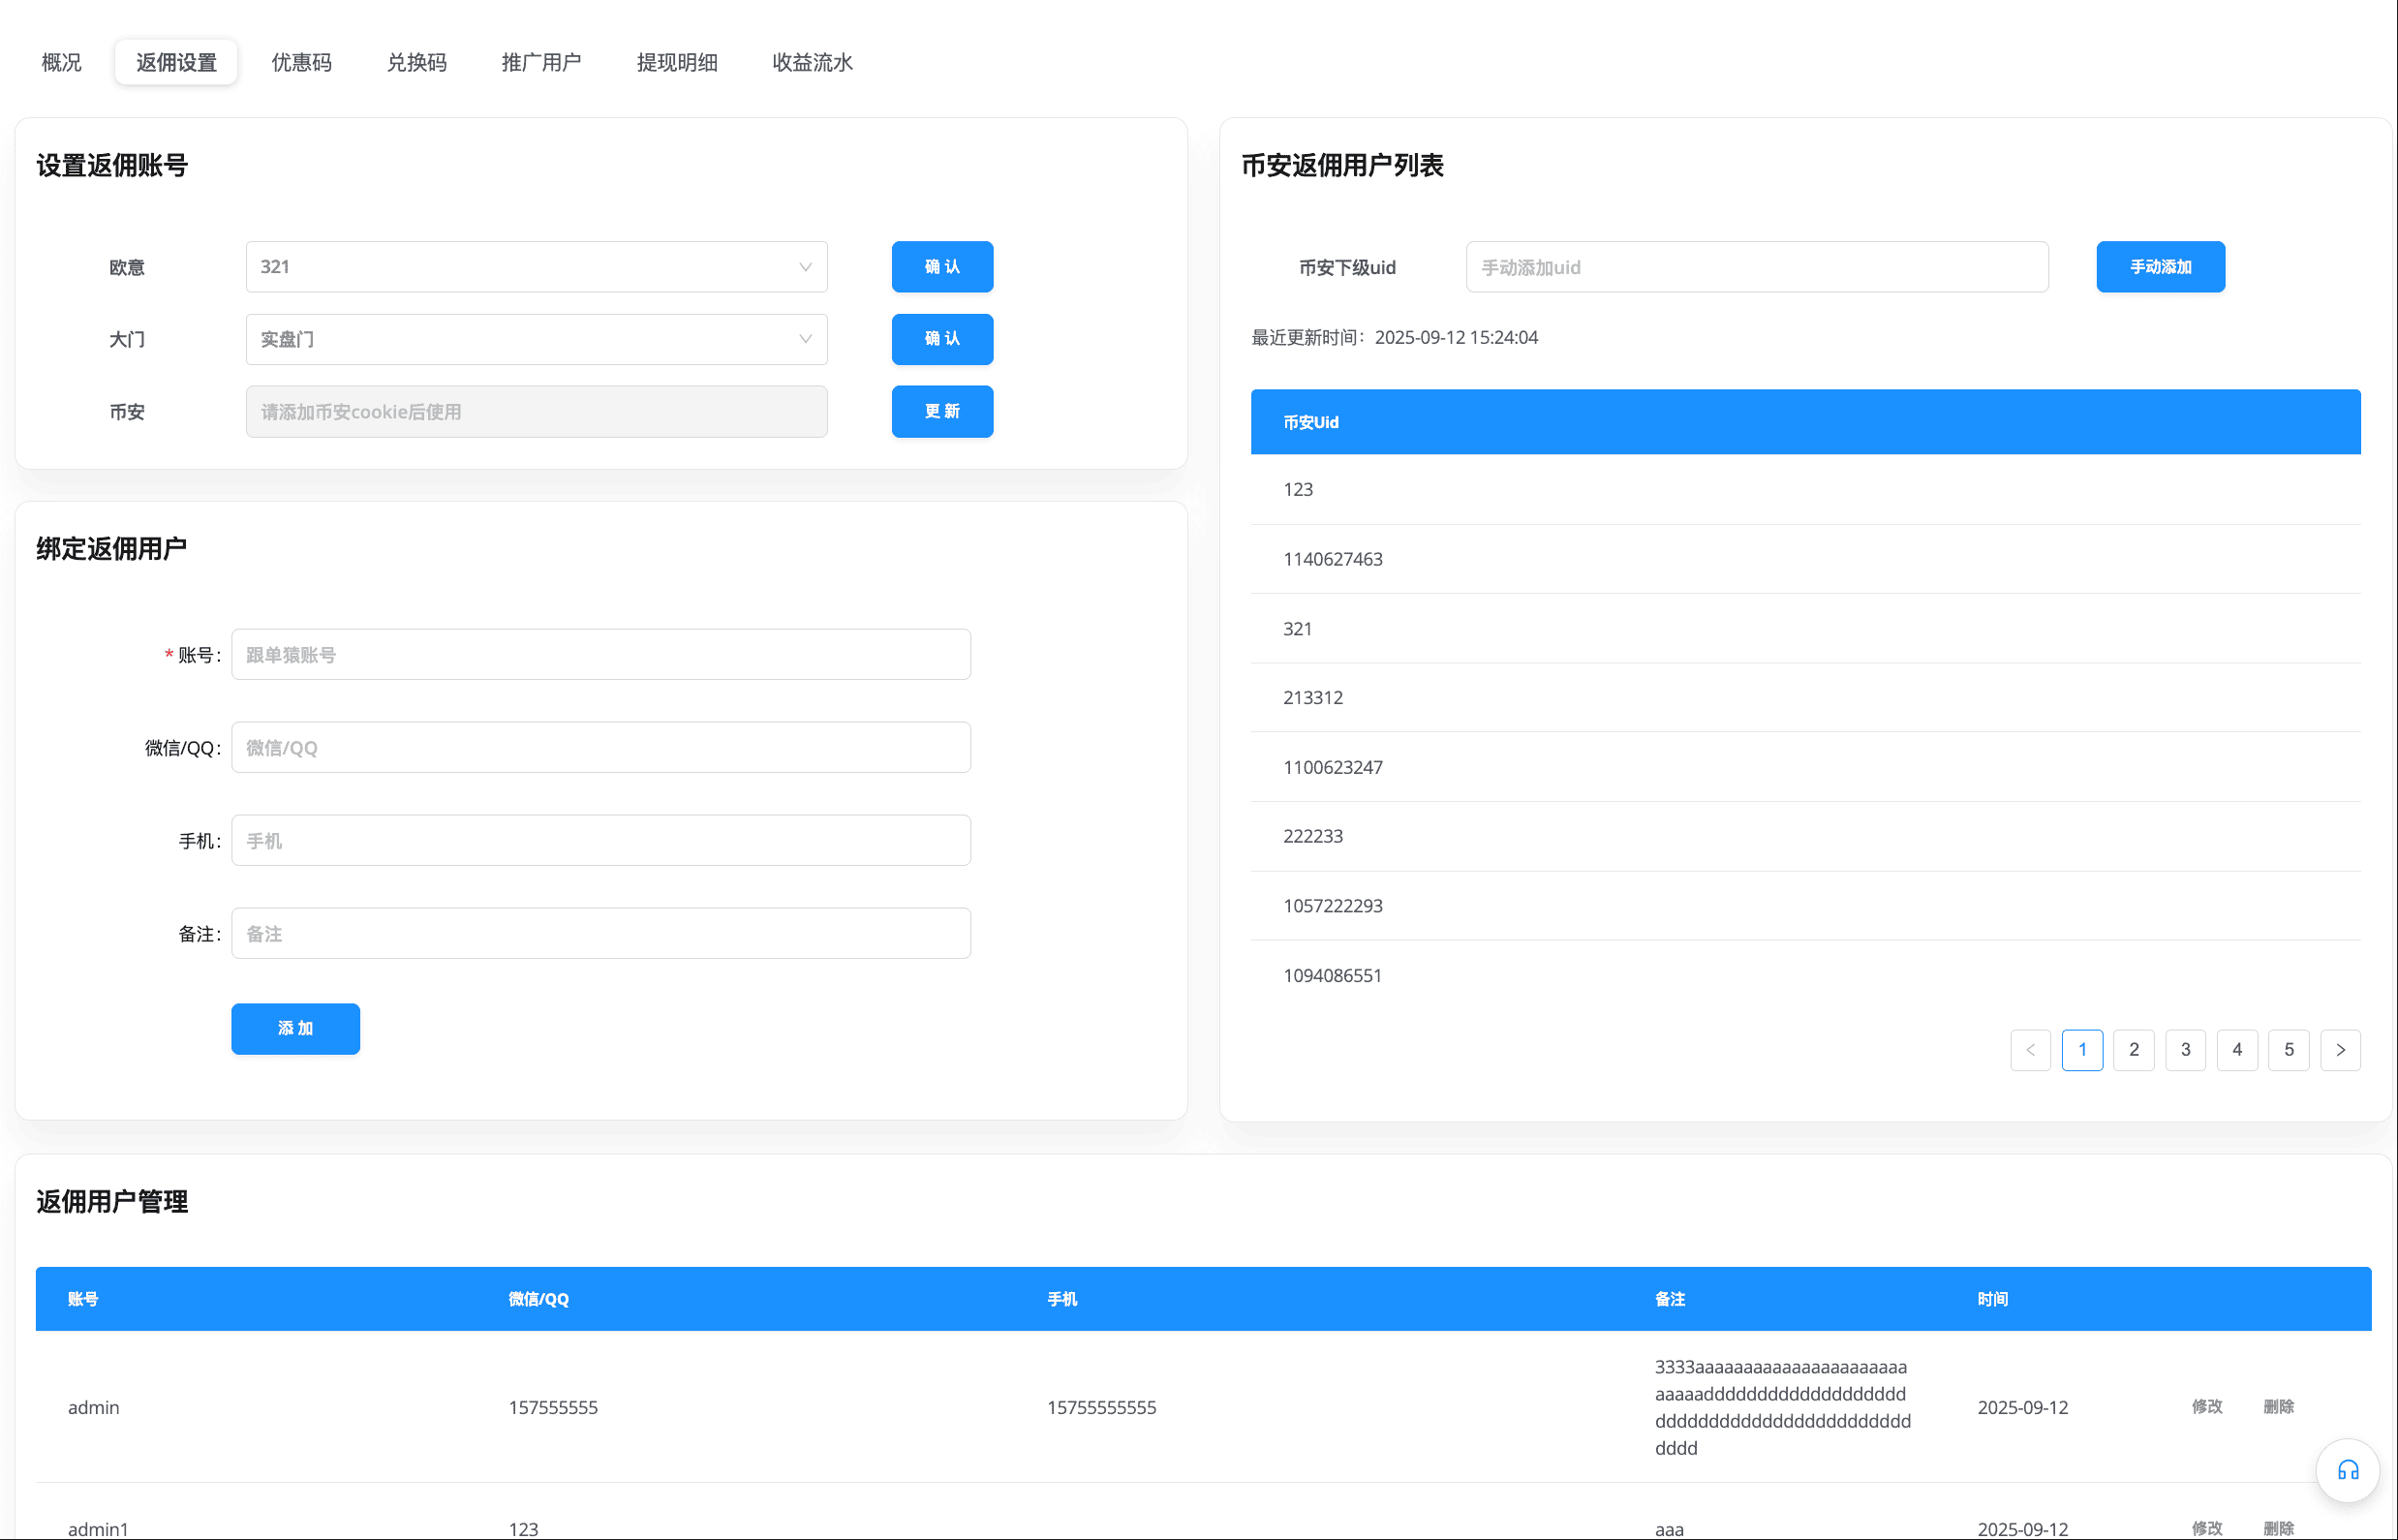 概况 返佣设置 优惠码 兑换码 推广用户 提现明细 收益流水
设置返佣账号
欧意 321 确 认
大门 实盘门 确 认
币安 请添加币安cookie后使用 更 新
绑定返佣用户
* 账号: 跟单猿账号
微信/QQ: 微信/QQ
手机: 手机
备注: 备注
添 加
币安返佣用户列表
币安下级uid 手动添加uid 手动添加
最近更新时间：2025-09-12 15:24:04
币安Uid
123
1140627463
321
213312
1100623247
222233
1057222293
1094086551
< 1 2 3 4 5 >
返佣用户管理
账号 微信/QQ 手机 备注 时间
admin 157555555 15755555555 3333aaaaaaaaaaaaaaaaaaaaaa 2025-09-12 修改 删除
aaaaadddddddddddddddddddd
ddddddddddddddddddddddddd
dddd
admin1 123 aaa 2025-09-12 修改 删除